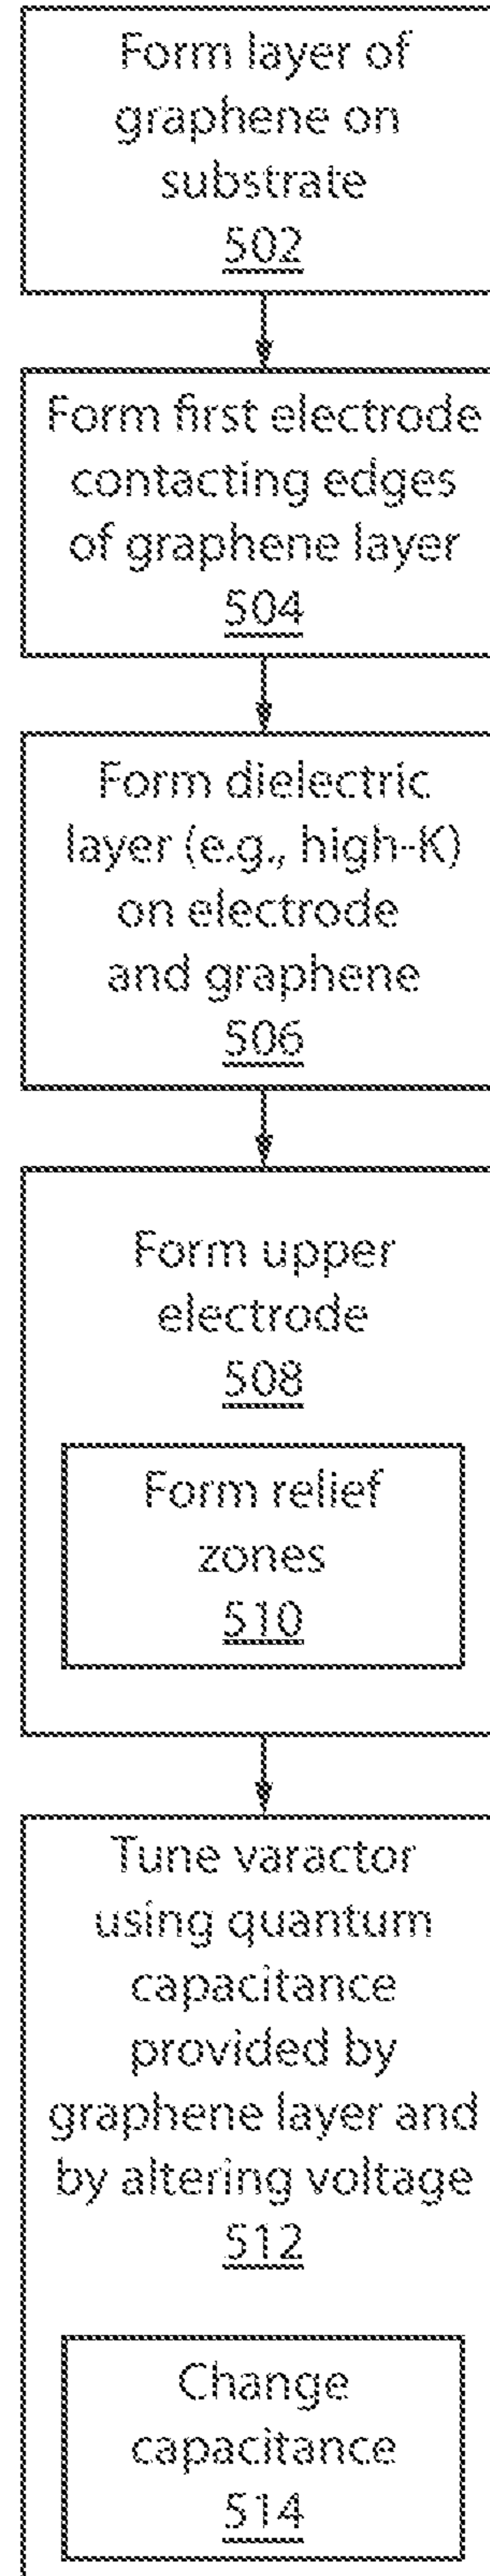 Form layer of
graphene on
substrate
502
Form first electrode
contacting edges
of graphene layer
504
Form dielectric
layer (e.g., high-K)
on electrode
and graphene
506
Form upper
electrode
508
Form relief
zones
510
Tune varactor
using quantum
capacitance
provided by
graphene layer and
by altering voltage
512
Change
capacitance
514